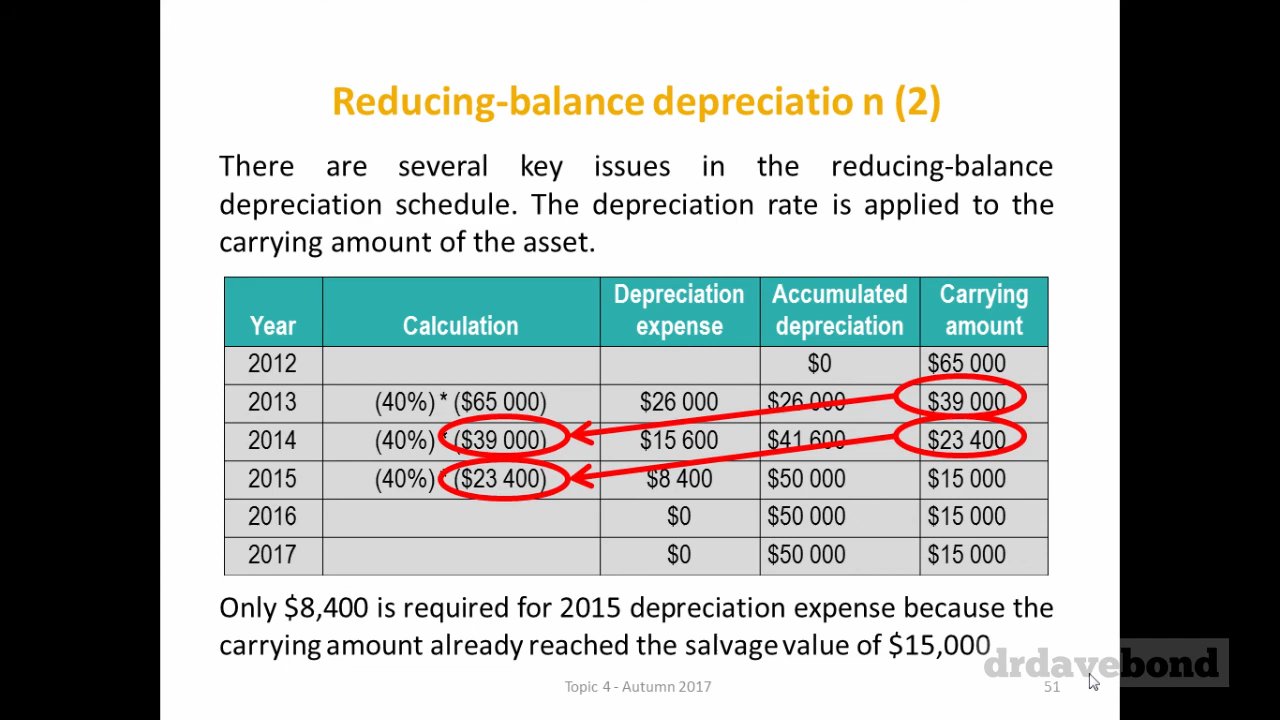 Reducing-balance depreciatio n (2)
There are several key issues in the reducing-balance
depreciation schedule. The depreciation rate is applied to the
carrying amount of the asset.
Year Calculation Depreciation expense Accumulated depreciation Carrying amount
2012 $0 $65 000
2013 (40%) * ($65 000) $26 000 $26 000 $39 000
2014 (40%) * ($39 000) $15 600 $41 600 $23 400
2015 (40%) * ($23 400) $8 400 $50 000 $15 000
2016 $0 $50 000 $15 000
2017 $0 $50 000 $15 000
Only $8,400 is required for 2015 depreciation expense because the
carrying amount already reached the salvage value of $15,000
drdavebond
Topic 4 - Autumn 2017 51